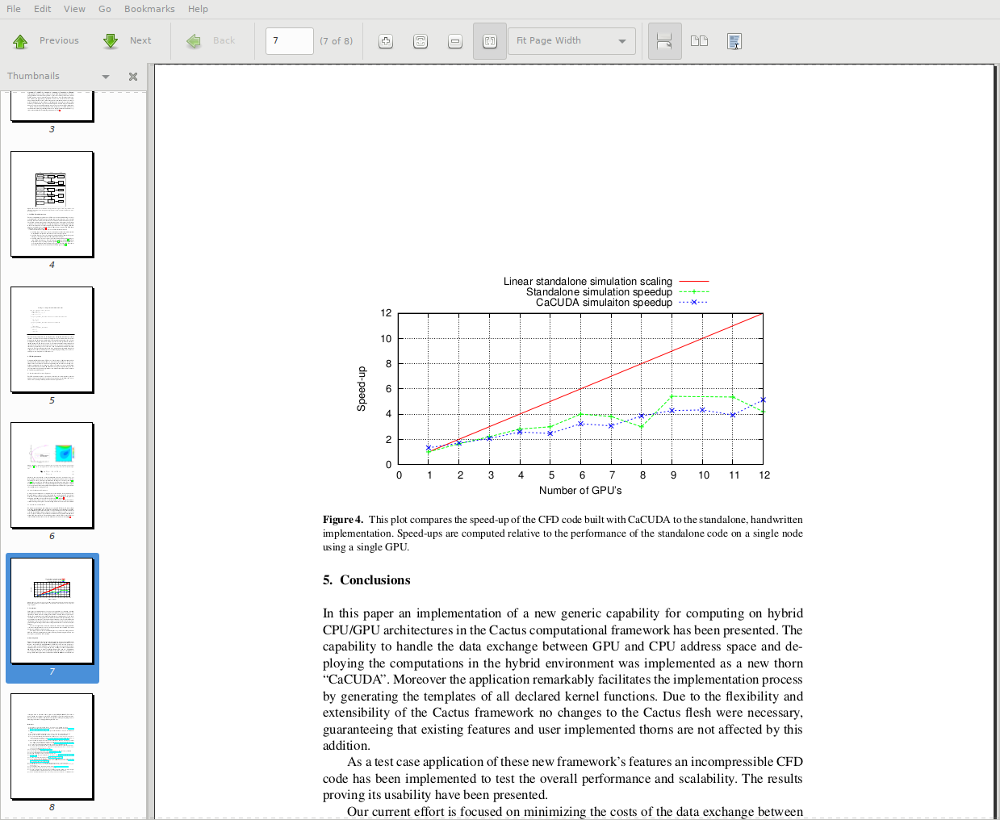 File Edit View Go Bookmarks Help
Previous Next Back 7 (7 of 8) Fit Page Width
Thumbnails
3
4
5
6
7
8
Linear standalone simulation scaling
Standalone simulation speedup
CaCUDA simulaiton speedup
12
10
8
6
4
2
0
Speed-up
0 1 2 3 4 5 6 7 8 9 10 11 12
Number of GPU's
Figure 4. This plot compares the speed-up of the CFD code built with CaCUDA to the standalone, handwritten
implementation. Speed-ups are computed relative to the performance of the standalone code on a single node
using a single GPU.
5. Conclusions
In this paper an implementation of a new generic capability for computing on hybrid
CPU/GPU architectures in the Cactus computational framework has been presented. The
capability to handle the data exchange between GPU and CPU address space and de-
ploying the computations in the hybrid environment was implemented as a new thorn
“CaCUDA”. Moreover the application remarkably facilitates the implementation process
by generating the templates of all declared kernel functions. Due to the flexibility and
extensibility of the Cactus framework no changes to the Cactus flesh were necessary,
guaranteeing that existing features and user implemented thorns are not affected by this
addition.
As a test case application of these new framework’s features an incompressible CFD
code has been implemented to test the overall performance and scalability. The results
proving its usability have been presented.
Our current effort is focused on minimizing the costs of the data exchange between